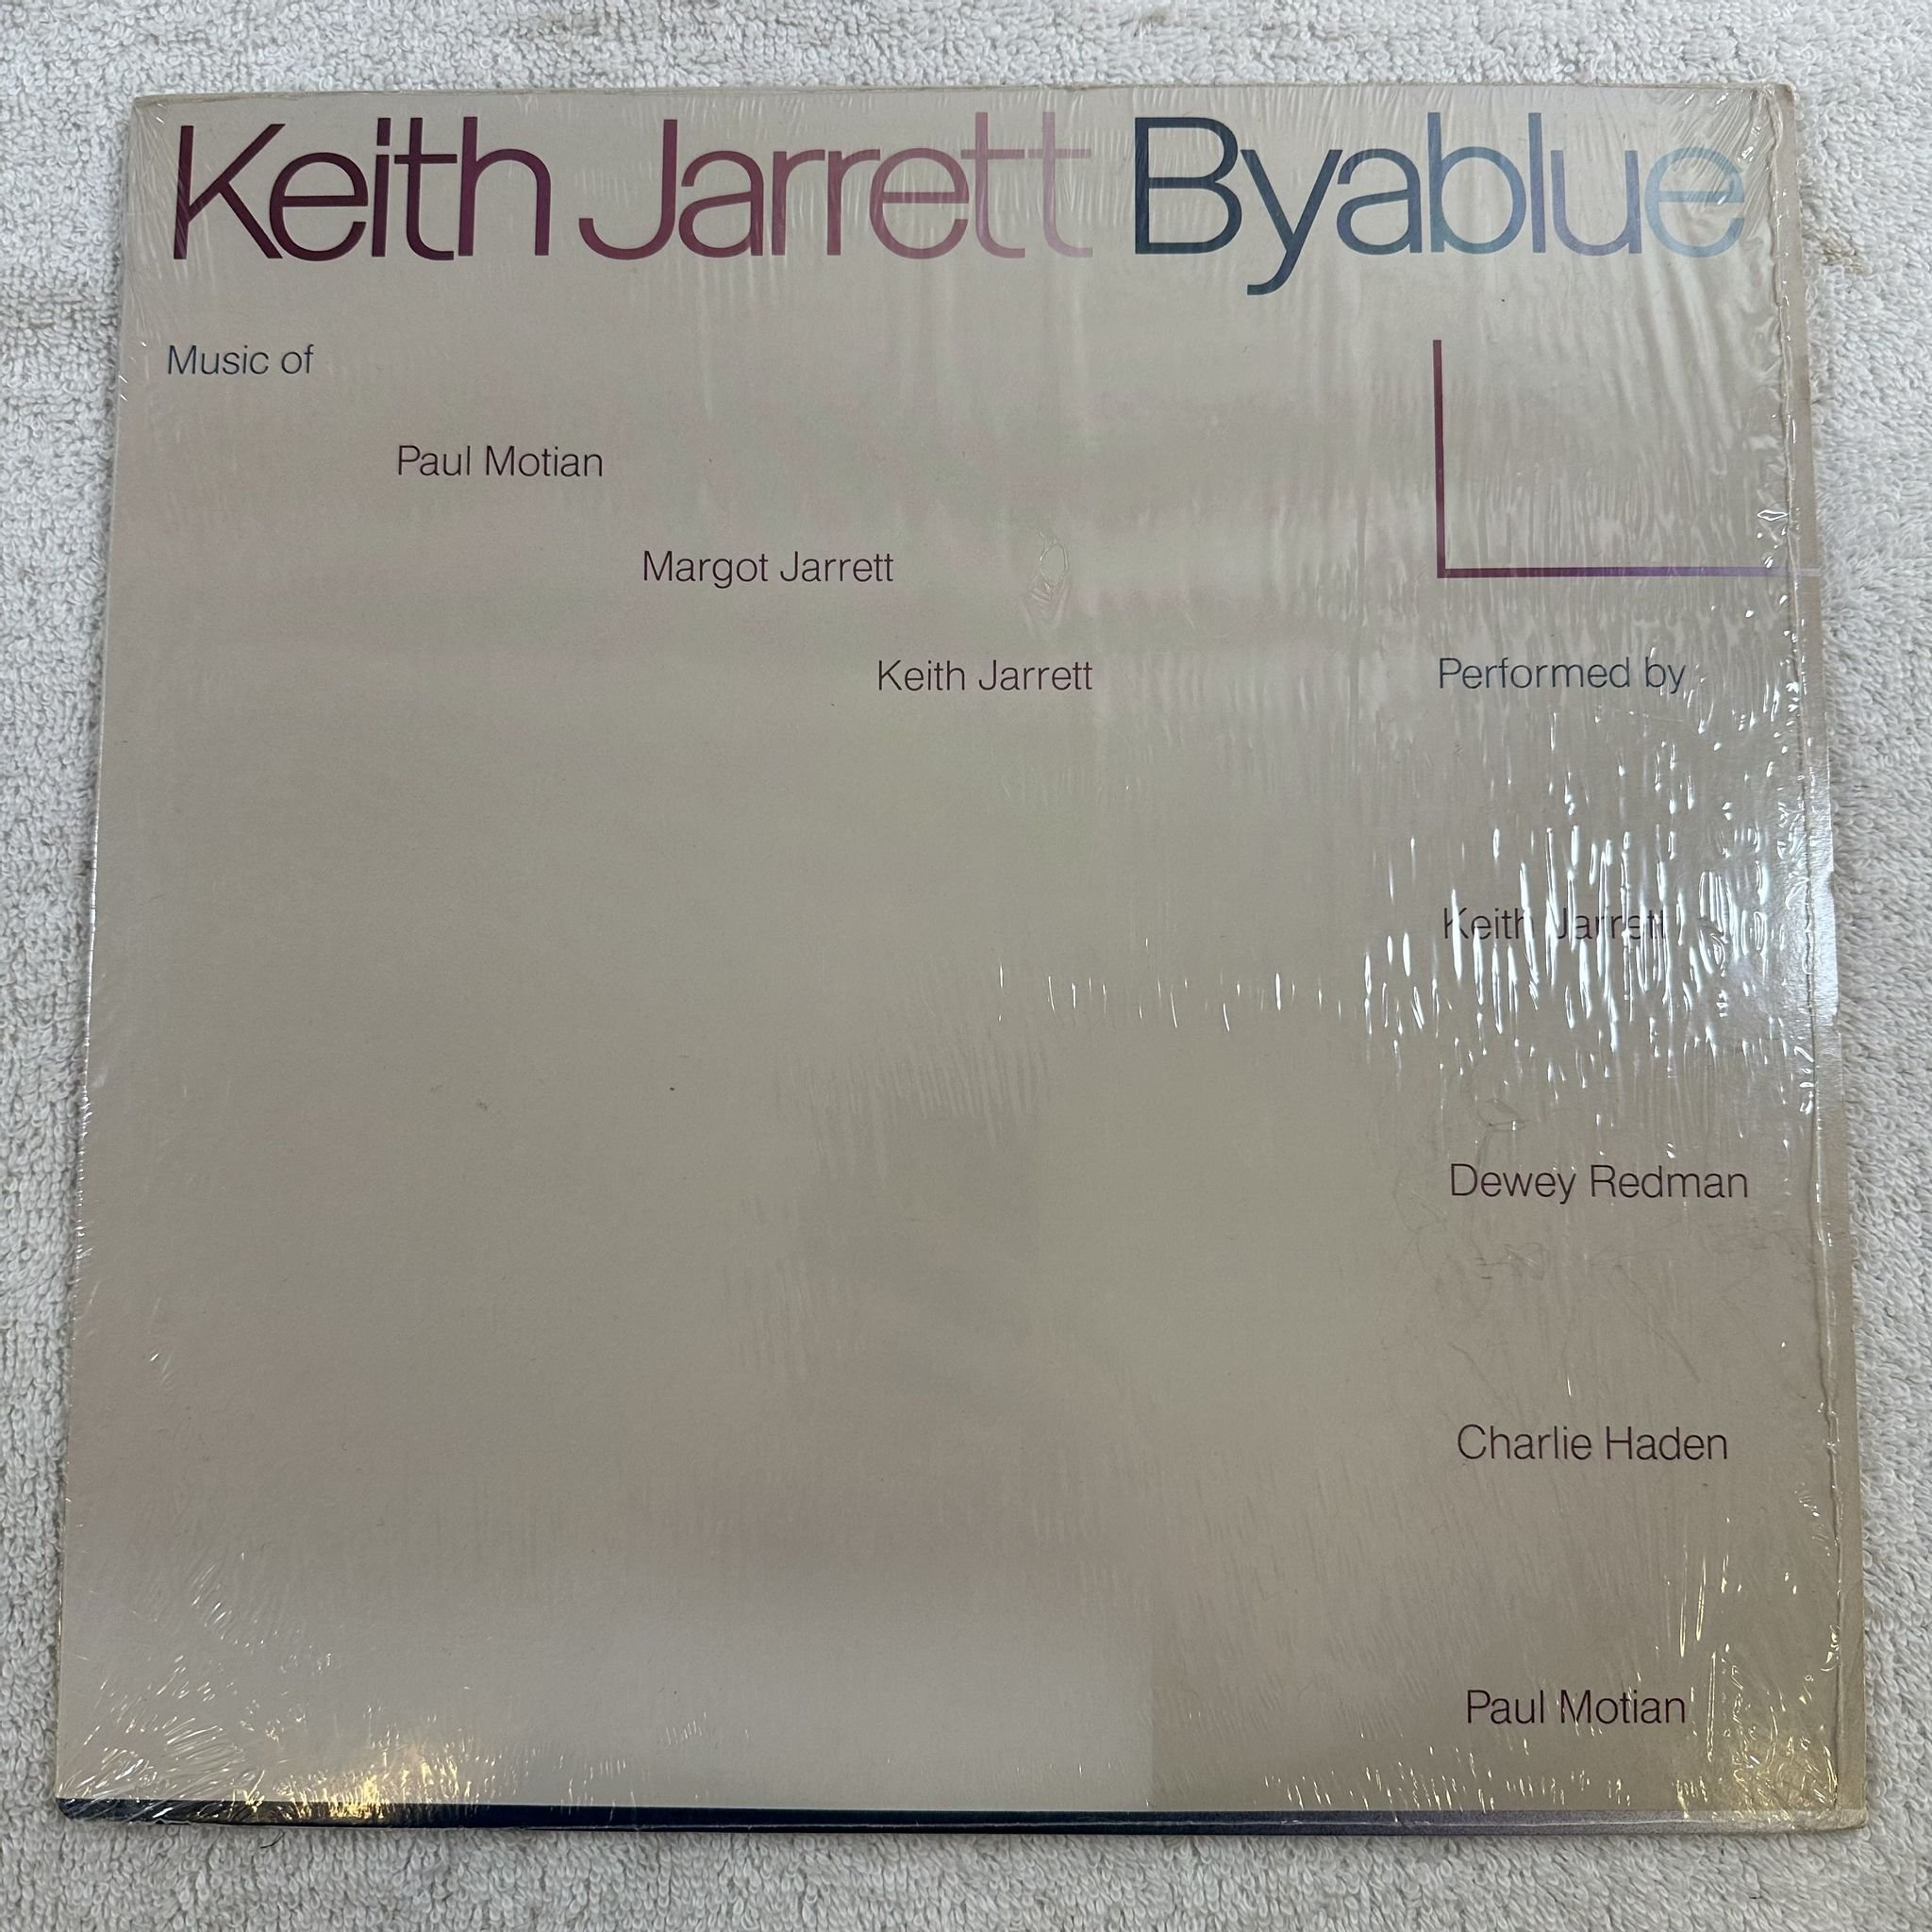 Keith Jarrett Byablue
Music of
Paul Motian
Margot Jarrett
Keith Jarrett
Performed by
Keith Jarrett
Dewey Redman
Charlie Haden
Paul Motian